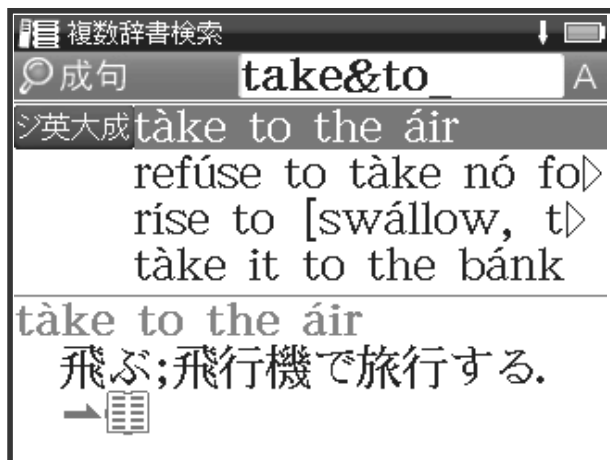 複数辞書検索
成句 take&to_ A
ジ英大成 tàke to the áir
refúse to tàke nó fo▷
ríse to [swállow, t▷
tàke it to the bánk
tàke to the áir
飛ぶ;飛行機で旅行する.